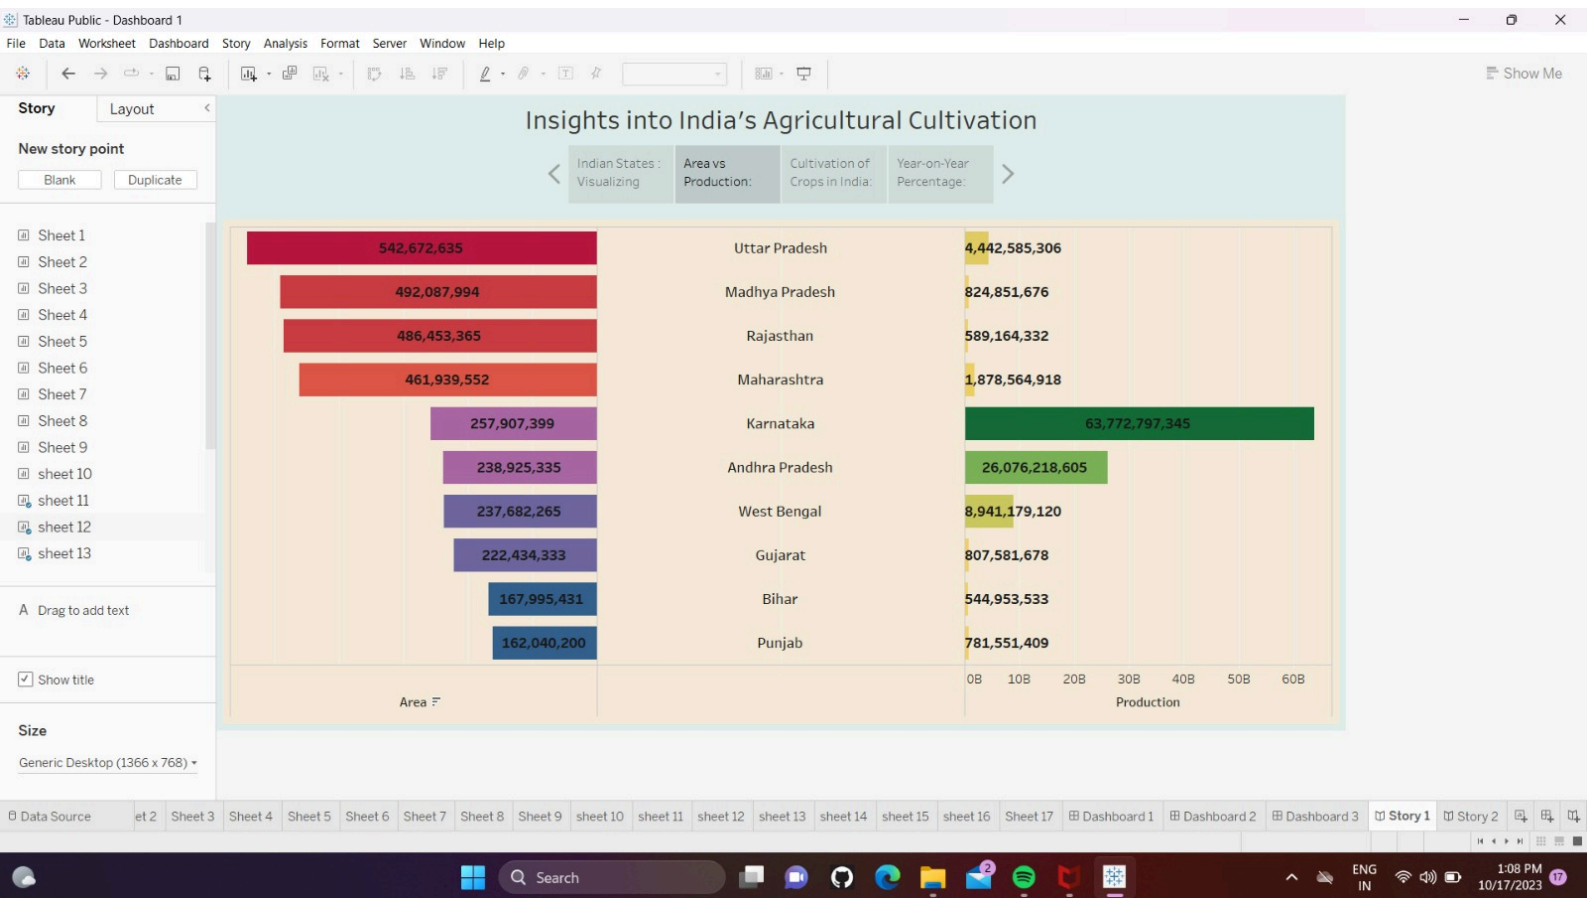 Tableau Public - Dashboard 1
File Data Worksheet Dashboard Story Analysis Format Server Window Help
Show Me
Story Layout
New story point
Blank Duplicate
Sheet 1
Sheet 2
Sheet 3
Sheet 4
Sheet 5
Sheet 6
Sheet 7
Sheet 8
Sheet 9
sheet 10
sheet 11
sheet 12
sheet 13
A Drag to add text
Show title
Size
Generic Desktop (1366 x 768)
Insights into India's Agricultural Cultivation
Indian States :
Visualizing
Area vs
Production:
Cultivation of
Crops in India:
Year-on-Year
Percentage:
542,672,635 Uttar Pradesh 4,442,585,306
492,087,994 Madhya Pradesh 824,851,676
486,453,365 Rajasthan 589,164,332
461,939,552 Maharashtra 1,878,564,918
257,907,399 Karnataka 63,772,797,345
238,925,335 Andhra Pradesh 26,076,218,605
237,682,265 West Bengal 8,941,179,120
222,434,333 Gujarat 807,581,678
167,995,431 Bihar 544,953,533
162,040,200 Punjab 781,551,409
0B 10B 20B 30B 40B 50B 60B
Area Production
Data Source et 2 Sheet 3 Sheet 4 Sheet 5 Sheet 6 Sheet 7 Sheet 8 Sheet 9 sheet 10 sheet 11 sheet 12 sheet 13 sheet 14 sheet 15 sheet 16 Sheet 17 Dashboard 1 Dashboard 2 Dashboard 3 Story 1 Story 2
Search
2
ENG
IN
1:08 PM
10/17/2023
17